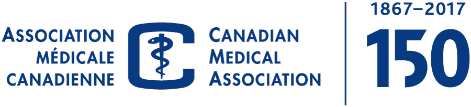 ASSOCIATION
MÉDICALE
CANADIENNE
CANADIAN
MEDICAL
ASSOCIATION
1867–2017
150